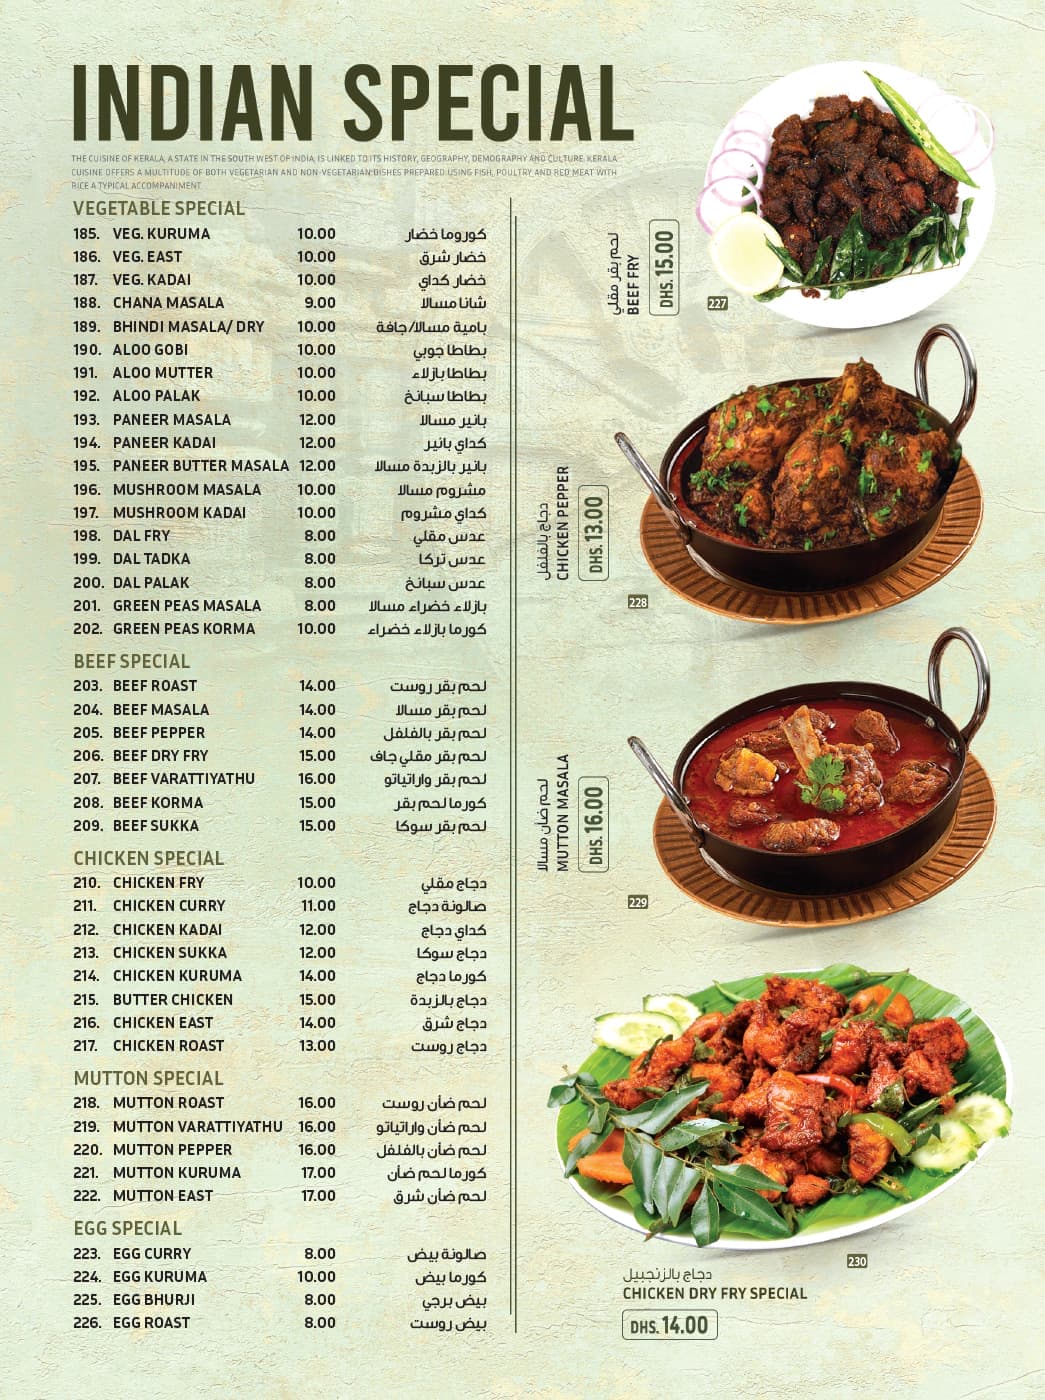 INDIAN SPECIAL
THE CUISINE OF KERALA, A STATE IN THE SOUTH WEST OF INDIA, IS LINKED TO ITS HISTORY, GEOGRAPHY, DEMOGRAPHY AND CULTURE. KERALA
CUISINE OFFERS A MULTITUDE OF BOTH VEGETARIAN AND NON-VEGETARIAN DISHES PREPARED USING FISH, POULTRY AND RED MEAT WITH
RICE A TYPICAL ACCOMPANIMENT.
VEGETABLE SPECIAL
185. VEG. KURUMA 10.00 كوروما خضار
186. VEG. EAST 10.00 خضار شرق
187. VEG. KADAI 10.00 خضار كداي
188. CHANA MASALA 9.00 شانا مسالا
189. BHINDI MASALA/ DRY 10.00 بامية مسالا/جافة
190. ALOO GOBI 10.00 بطاطا جوبي
191. ALOO MUTTER 10.00 بطاطا بازلاء
192. ALOO PALAK 10.00 بطاطا سبانخ
193. PANEER MASALA 12.00 بانير مسالا
194. PANEER KADAI 12.00 كداي بانير
195. PANEER BUTTER MASALA 12.00 بانير بالزبدة مسالا
196. MUSHROOM MASALA 10.00 مشروم مسالا
197. MUSHROOM KADAI 10.00 كداي مشروم
198. DAL FRY 8.00 عدس مقلي
199. DAL TADKA 8.00 عدس تركا
200. DAL PALAK 8.00 عدس سبانخ
201. GREEN PEAS MASALA 8.00 بازلاء خضراء مسالا
202. GREEN PEAS KORMA 10.00 كورما بازلاء خضراء
BEEF SPECIAL
203. BEEF ROAST 14.00 لحم بقر روست
204. BEEF MASALA 14.00 لحم بقر مسالا
205. BEEF PEPPER 14.00 لحم بقر بالفلفل
206. BEEF DRY FRY 15.00 لحم بقر مقلي جاف
207. BEEF VARATTIYATHU 16.00 لحم بقر واراتياتو
208. BEEF KORMA 15.00 كورما لحم بقر
209. BEEF SUKKA 15.00 لحم بقر سوكا
CHICKEN SPECIAL
210. CHICKEN FRY 10.00 دجاج مقلي
211. CHICKEN CURRY 11.00 صالونة دجاج
212. CHICKEN KADAI 12.00 كداي دجاج
213. CHICKEN SUKKA 12.00 دجاج سوكا
214. CHICKEN KURUMA 14.00 كورما دجاج
215. BUTTER CHICKEN 15.00 دجاج بالزبدة
216. CHICKEN EAST 14.00 دجاج شرق
217. CHICKEN ROAST 13.00 دجاج روست
MUTTON SPECIAL
218. MUTTON ROAST 16.00 لحم ضأن روست
219. MUTTON VARATTIYATHU 16.00 لحم ضأن واراتياتو
220. MUTTON PEPPER 16.00 لحم ضأن بالفلفل
221. MUTTON KURUMA 17.00 كورما لحم ضأن
222. MUTTON EAST 17.00 لحم ضأن شرق
EGG SPECIAL
223. EGG CURRY 8.00 صالونة بيض
224. EGG KURUMA 10.00 كورما بيض
225. EGG BHURJI 8.00 بيض برجي
226. EGG ROAST 8.00 بيض روست
لحم بقر مقلي
BEEF FRY
DHS. 15.00
227
دجاج بالفلفل
CHICKEN PEPPER
DHS. 13.00
228
لحم ضأن مسالا
MUTTON MASALA
DHS. 16.00
229
230
دجاج بالزنجبيل
CHICKEN DRY FRY SPECIAL
DHS. 14.00